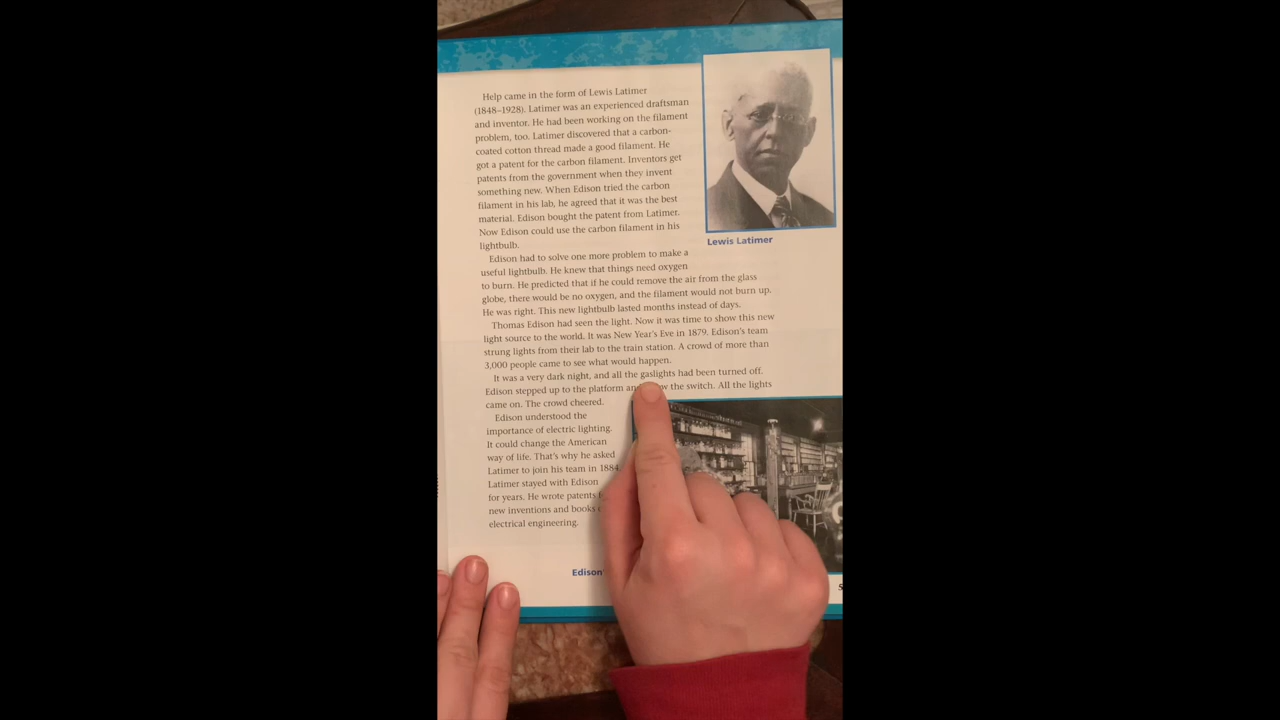 Help came in the form of Lewis Latimer
(1848–1928). Latimer was an experienced draftsman
and inventor. He had been working on the filament
problem, too. Latimer discovered that a carbon-
coated cotton thread made a good filament. He
got a patent for the carbon filament. Inventors get
patents from the government when they invent
something new. When Edison tried the carbon
filament in his lab, he agreed that it was the best
material. Edison bought the patent from Latimer.
Now Edison could use the carbon filament in his
lightbulb.
Edison had to solve one more problem to make a
useful lightbulb. He knew that things need oxygen
to burn. He predicted that if he could remove the air from the glass
globe, there would be no oxygen, and the filament would not burn up.
He was right. This new lightbulb lasted months instead of days.
Thomas Edison had seen the light. Now it was time to show this new
light source to the world. It was New Year's Eve in 1879. Edison's team
strung lights from their lab to the train station. A crowd of more than
3,000 people came to see what would happen.
It was a very dark night, and all the gaslights had been turned off.
Edison stepped up to the platform the switch. All the lights
came on. The crowd cheered.
Edison understood the
importance of electric lighting.
It could change the American
way of life. That's why he asked
Latimer to join his team in 1884.
Latimer stayed with Edison
for years. He wrote patents
new inventions and books
electrical engineering.
Lewis Latimer
Edison
5